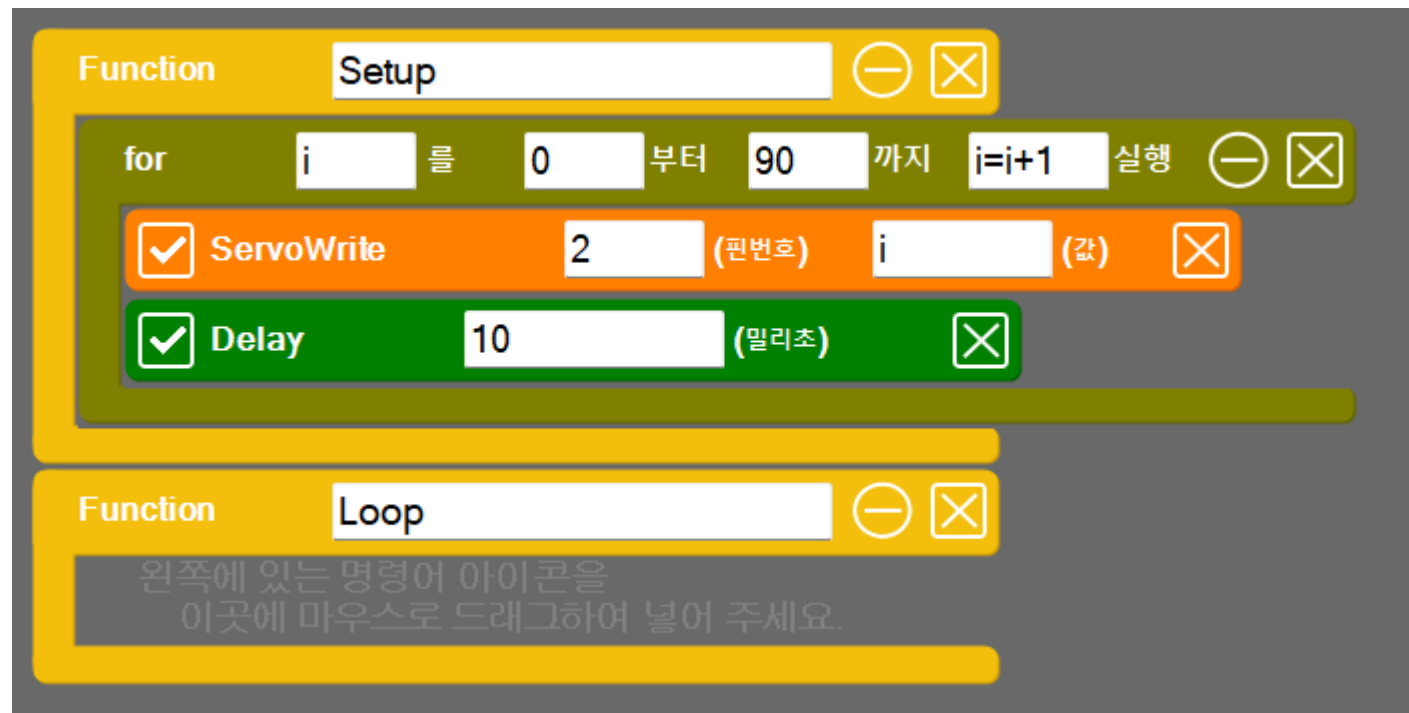 Function Setup
for i 를 0 부터 90 까지 i=i+1 실행
ServoWrite 2 (핀번호) i (값)
Delay 10 (밀리초)
Function Loop
왼쪽에 있는 명령어 아이콘을
이곳에 마우스로 드래그하여 넣어 주세요.